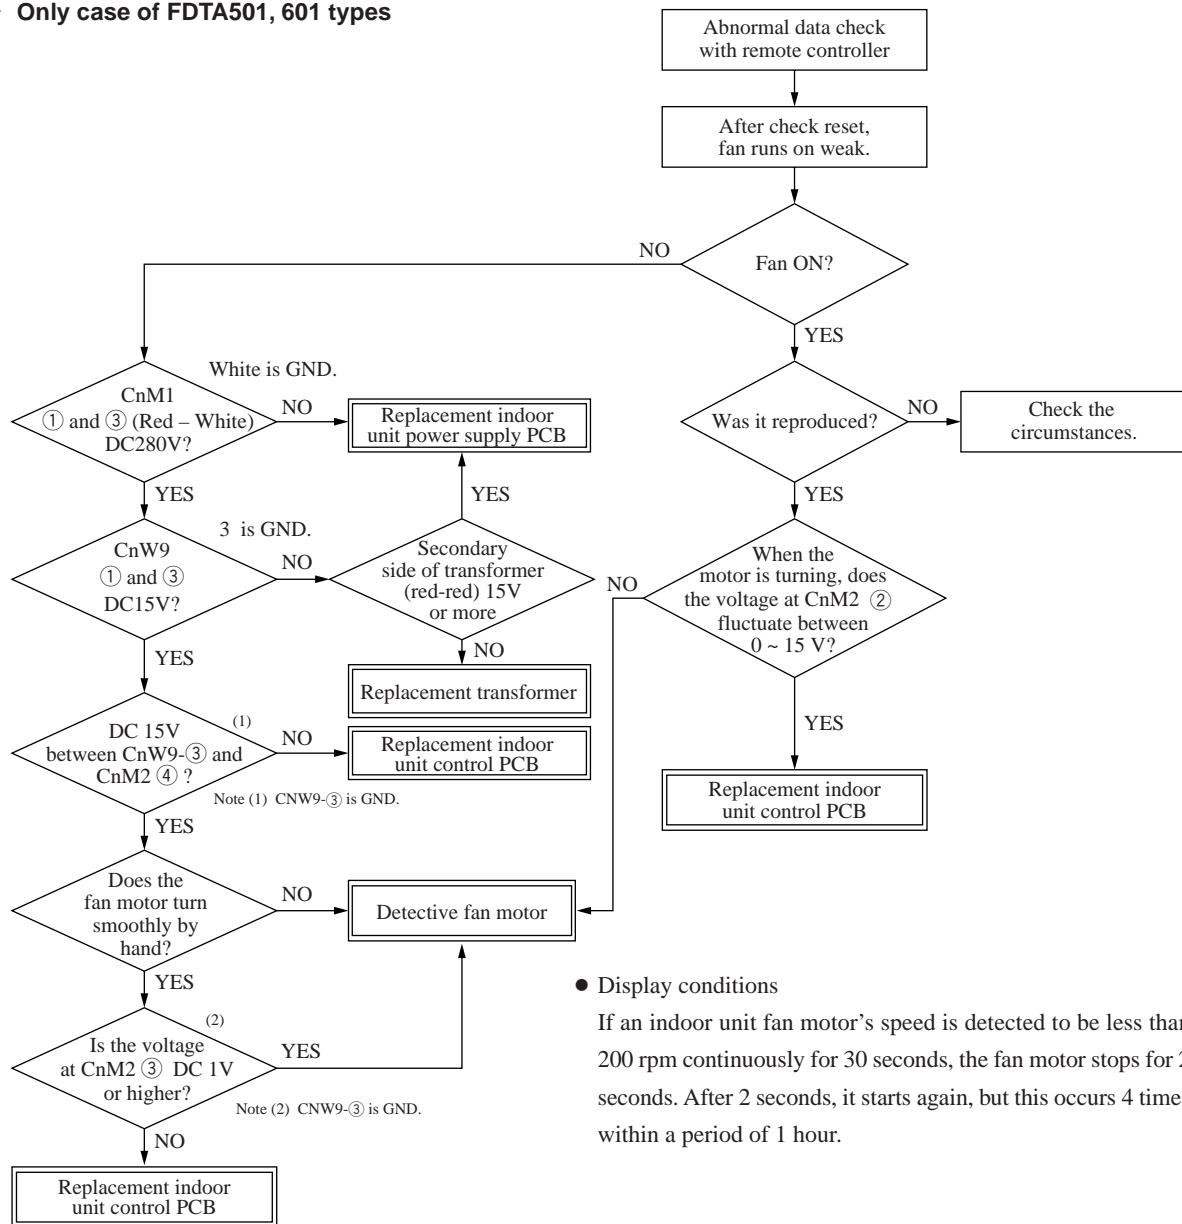 Only case of FDTA501, 601 types
Abnormal data check
with remote controller
After check reset,
fan runs on weak.
Fan ON?
NO
YES
Was it reproduced?
NO
Check the
circumstances.
YES
When the
motor is turning, does
the voltage at CnM2 ②
fluctuate between
0 ~ 15 V?
NO
YES
Replacement indoor
unit control PCB
White is GND.
CnM1
① and ③ (Red – White)
DC280V?
NO
Replacement indoor
unit power supply PCB
YES
YES
3 is GND.
CnW9
① and ③
DC15V?
NO
Secondary
side of transformer
(red-red) 15V
or more
NO
Replacement transformer
YES
DC 15V
between CnW9-③ and
CnM2 ④ ?
(1)
NO
Replacement indoor
unit control PCB
Note (1) CNW9-③ is GND.
YES
Does the
fan motor turn
smoothly by
hand?
NO
Detective fan motor
YES
(2)
Is the voltage
at CnM2 ③ DC 1V
or higher?
YES
Note (2) CNW9-③ is GND.
NO
Replacement indoor
unit control PCB
● Display conditions
If an indoor unit fan motor’s speed is detected to be less than
200 rpm continuously for 30 seconds, the fan motor stops for 2
seconds. After 2 seconds, it starts again, but this occurs 4 time
within a period of 1 hour.